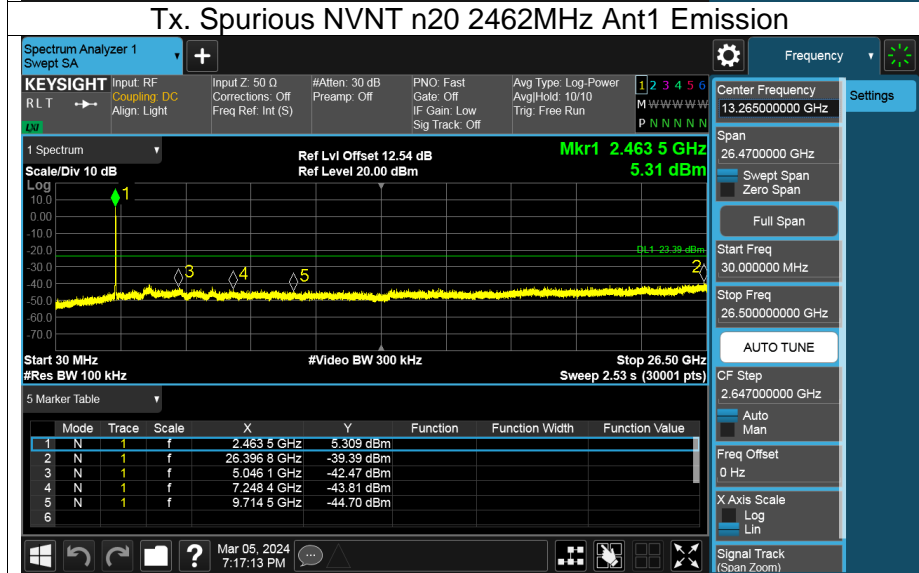 Tx. Spurious NVNT n20 2462MHz Ant1 Emission
Spectrum Analyzer 1
Swept SA
+
Frequency
KEYSIGHT
RLT
LXI
Input: RF
Coupling: DC
Align: Light
Input Z: 50 Ω
Corrections: Off
Freq Ref: Int (S)
#Atten: 30 dB
Preamp: Off
PNO: Fast
Gate: Off
IF Gain: Low
Sig Track: Off
Avg Type: Log-Power
Avg|Hold: 10/10
Trig: Free Run
1 2 3 4 5 6
M W W W W W
P N N N N N
1 Spectrum
Scale/Div 10 dB
Ref Lvl Offset 12.54 dB
Ref Level 20.00 dBm
Mkr1 2.463 5 GHz
5.31 dBm
Log
10.0
0.00
-10.0
-20.0
-30.0
-40.0
-50.0
-60.0
-70.0
1
DL1 -23.39 dBm
2
3
4
5
Start 30 MHz
#Res BW 100 kHz
#Video BW 300 kHz
Stop 26.50 GHz
Sweep 2.53 s (30001 pts)
5 Marker Table
Mode Trace Scale X Y Function Function Width Function Value
1 N 1 f 2.463 5 GHz 5.309 dBm
2 N 1 f 26.396 8 GHz -39.39 dBm
3 N 1 f 5.046 1 GHz -42.47 dBm
4 N 1 f 7.248 4 GHz -43.81 dBm
5 N 1 f 9.714 5 GHz -44.70 dBm
6
?
Mar 05, 2024
7:17:13 PM
Center Frequency
13.265000000 GHz
Settings
Span
26.4700000 GHz
Swept Span
Zero Span
Full Span
Start Freq
30.000000 MHz
Stop Freq
26.500000000 GHz
AUTO TUNE
CF Step
2.647000000 GHz
Auto
Man
Freq Offset
0 Hz
X Axis Scale
Log
Lin
Signal Track
(Span Zoom)